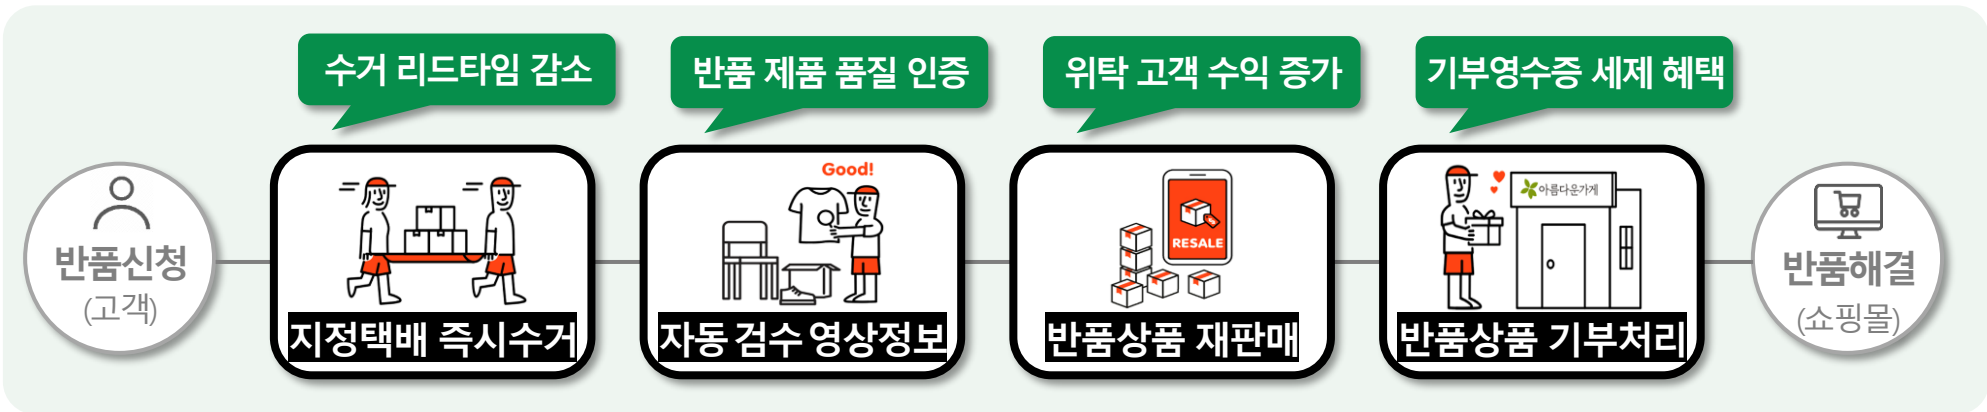 수거 리드타임 감소
반품 제품 품질 인증
위탁 고객 수익 증가
기부영수증 세제 혜택
반품신청
(고객)
지정택배 즉시수거
Good!
자동 검수 영상정보
RESALE
반품상품 재판매
아름다운가게
반품상품 기부처리
반품해결
(쇼핑몰)